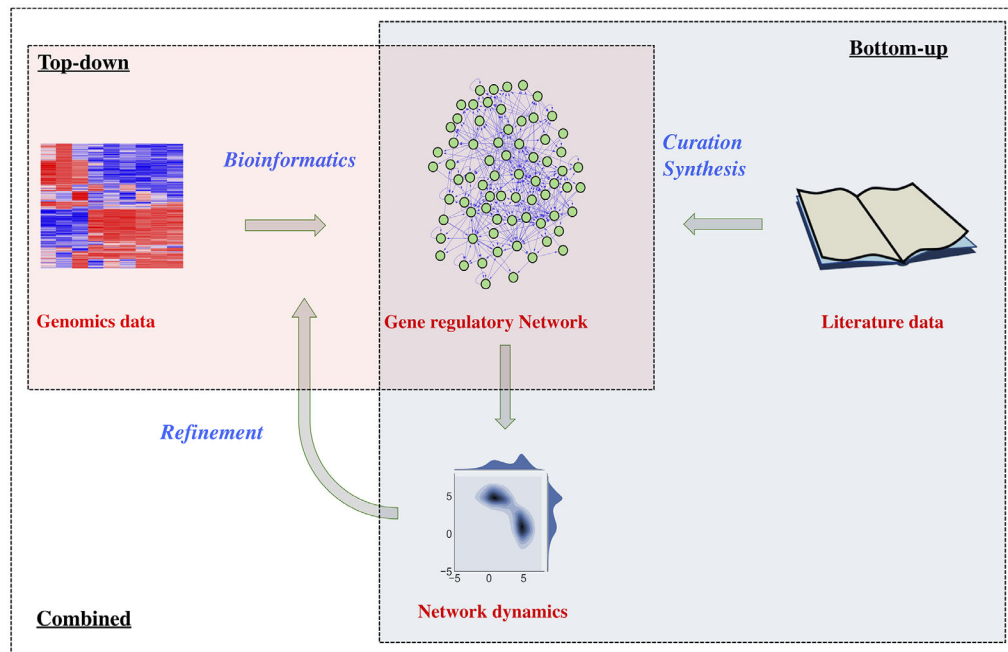 Top-down
Bottom-up
Bioinformatics
Curation
Synthesis
Genomics data
Gene regulatory Network
Literature data
Refinement
5
0
−5
−5 0 5
Network dynamics
Combined